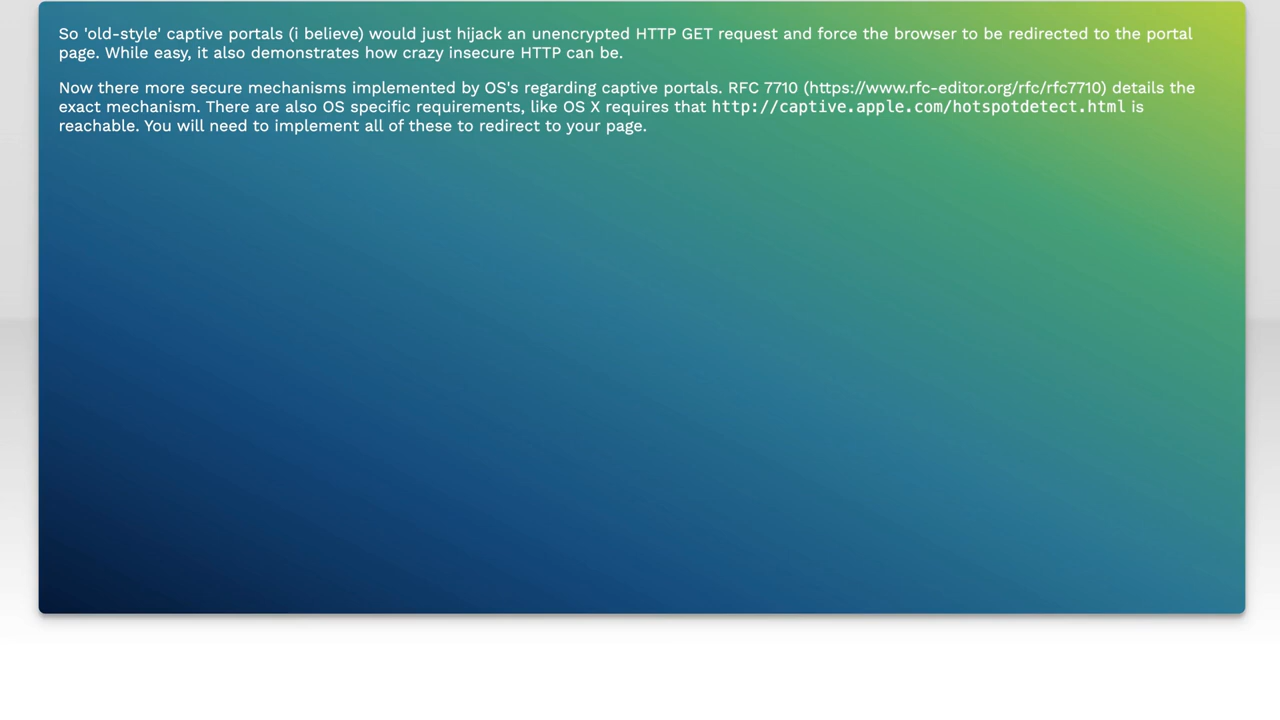 So 'old-style' captive portals (i believe) would just hijack an unencrypted HTTP GET request and force the browser to be redirected to the portal
page. While easy, it also demonstrates how crazy insecure HTTP can be.
Now there more secure mechanisms implemented by OS's regarding captive portals. RFC 7710 (https://www.rfc-editor.org/rfc/rfc7710) details the
exact mechanism. There are also OS specific requirements, like OS X requires that http://captive.apple.com/hotspotdetect.html is
reachable. You will need to implement all of these to redirect to your page.